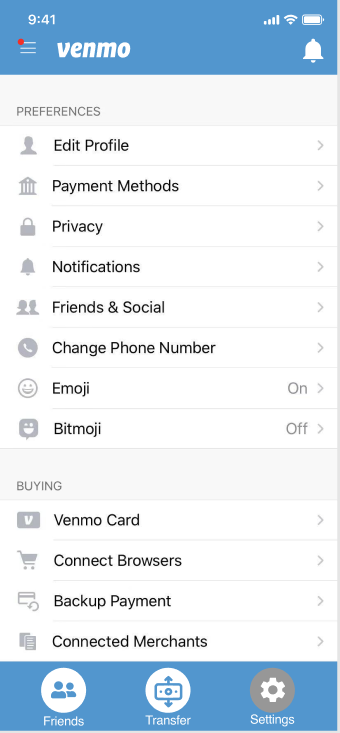 9:41
venmo
PREFERENCES
Edit Profile
Payment Methods
Privacy
Notifications
Friends & Social
Change Phone Number
Emoji On
Bitmoji Off
BUYING
V Venmo Card
Connect Browsers
Backup Payment
Connected Merchants
Friends Transfer Settings